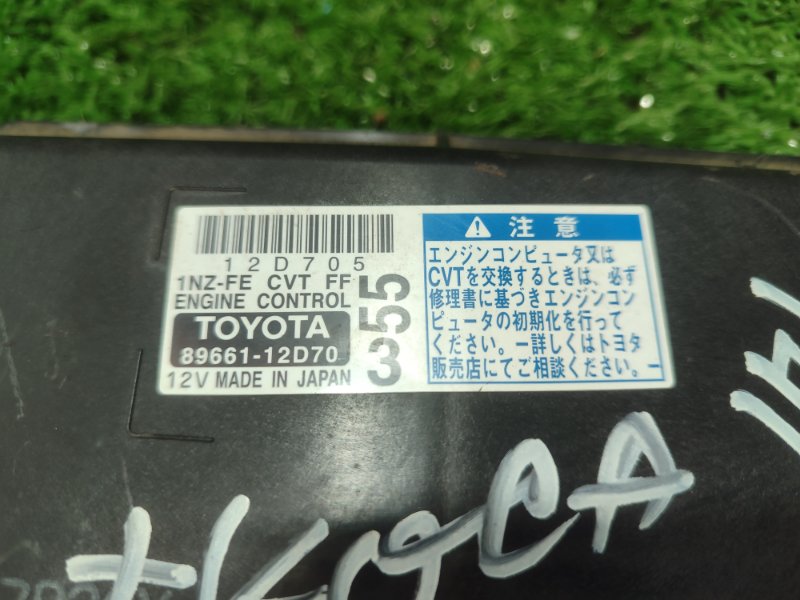 12D705
1NZ-FE CVT FF
ENGINE CONTROL
TOYOTA
89661-12D70
12V MADE IN JAPAN
355
注意
エンジンコンピュータ又は
CVTを交換するときは、必ず
修理書に基づきエンジンコン
ピュータの初期化を行って
ください。ー詳しくはトヨタ
販売店にてご相談ください。